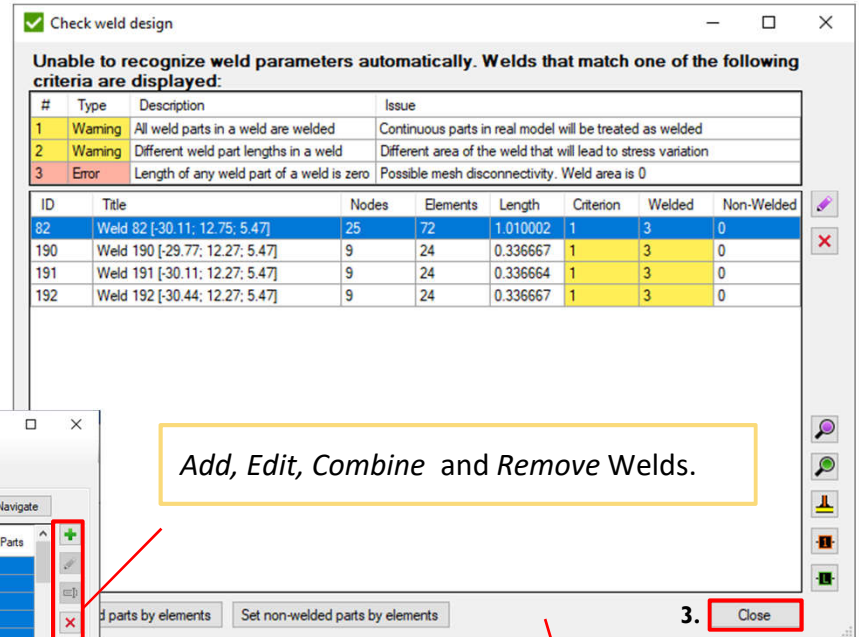 Check weld design
Unable to recognize weld parameters automatically. Welds that match one of the following
criteria are displayed:
# Type Description Issue
1 Warning All weld parts in a weld are welded Continuous parts in real model will be treated as welded
2 Warning Different weld part lengths in a weld Different area of the weld that will lead to stress variation
3 Error Length of any weld part of a weld is zero Possible mesh disconnectivity. Weld area is 0
ID Title Nodes Elements Length Criterion Welded Non-Welded
82 Weld 82 [-30.11; 12.75; 5.47] 25 72 1.010002 1 3 0
190 Weld 190 [-29.77; 12.27; 5.47] 9 24 0.336667 1 3 0
191 Weld 191 [-30.11; 12.27; 5.47] 9 24 0.336664 1 3 0
192 Weld 192 [-30.44; 12.27; 5.47] 9 24 0.336667 1 3 0
Add, Edit, Combine and Remove Welds.
Navigate
Parts
1
L
d parts by elements Set non-welded parts by elements 3. Close